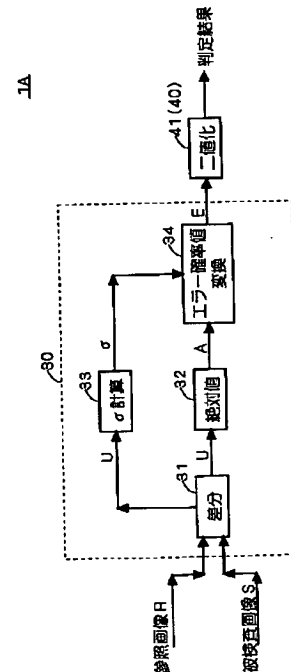 1A
30
33
σ計算
σ
U
参照画像R
被検査画像S
31
差分
U
32
絶対値
A
34
エラー確率値
変換
E
41(40)
二値化
判定結果